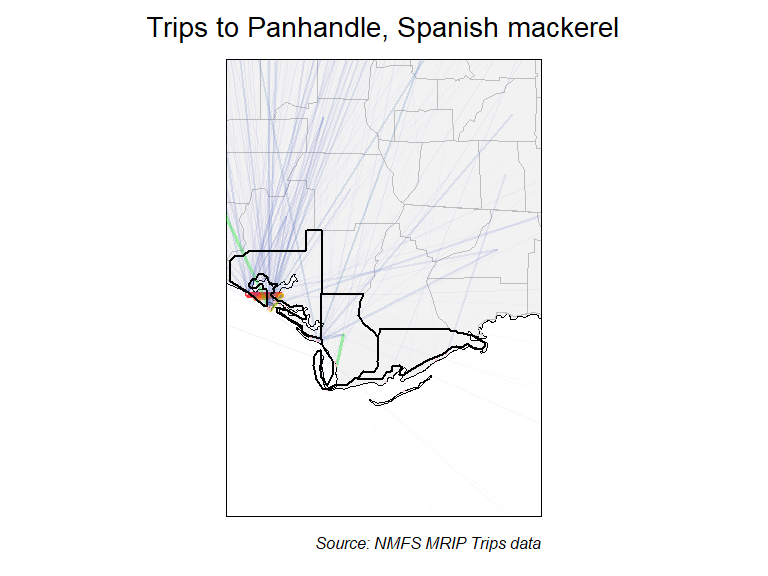 Trips to Panhandle, Spanish mackerel
Source: NMFS MRIP Trips data